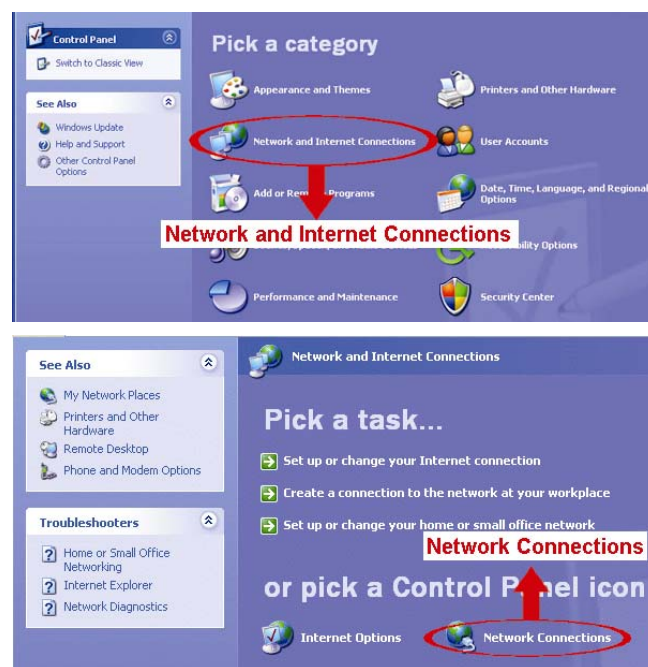 Control Panel
Switch to Classic View
See Also
Windows Update
Help and Support
Other Control Panel
Options
Pick a category
Appearance and Themes
Printers and Other Hardware
Network and Internet Connections
User Accounts
Add or Programs
Date, Time, Language, and Regional
Options
Network and Internet Connections
Options
Performance and Maintenance
Security Center
See Also
My Network Places
Printers and Other
Hardware
Remote Desktop
Phone and Modem Options
Troubleshooters
Home or Small Office
Networking
Internet Explorer
Network Diagnostics
Network and Internet Connections
Pick a task...
Set up or change your Internet connection
Create a connection to the network at your workplace
Set up or change your home or small office network
Network Connections
or pick a Control Panel icon
Internet Options
Network Connections